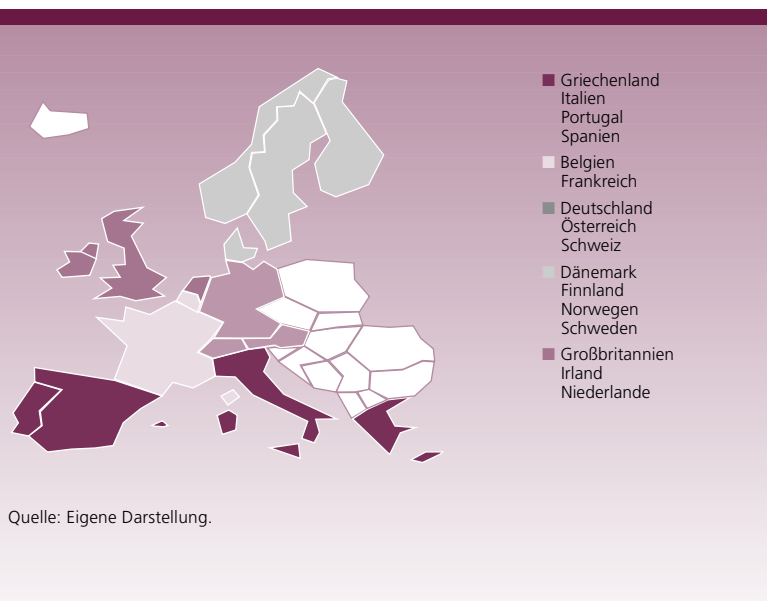 Griechenland
Italien
Portugal
Spanien
Belgien
Frankreich
Deutschland
Österreich
Schweiz
Dänemark
Finnland
Norwegen
Schweden
Großbritannien
Irland
Niederlande
Quelle: Eigene Darstellung.